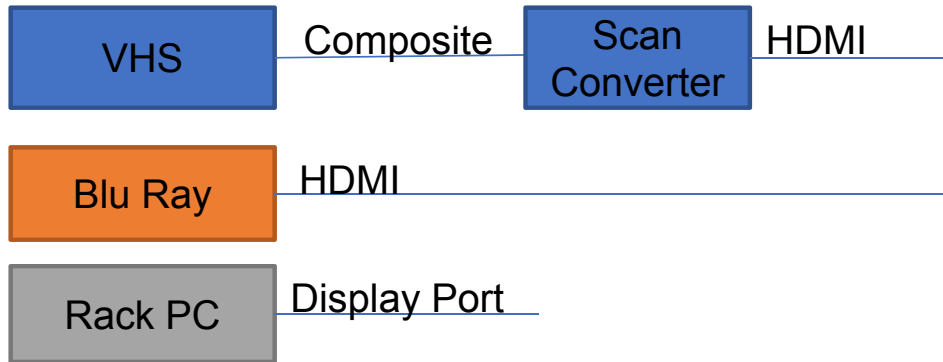 VHS
Composite
Scan
Converter
HDMI
Blu Ray
HDMI
Rack PC
Display Port